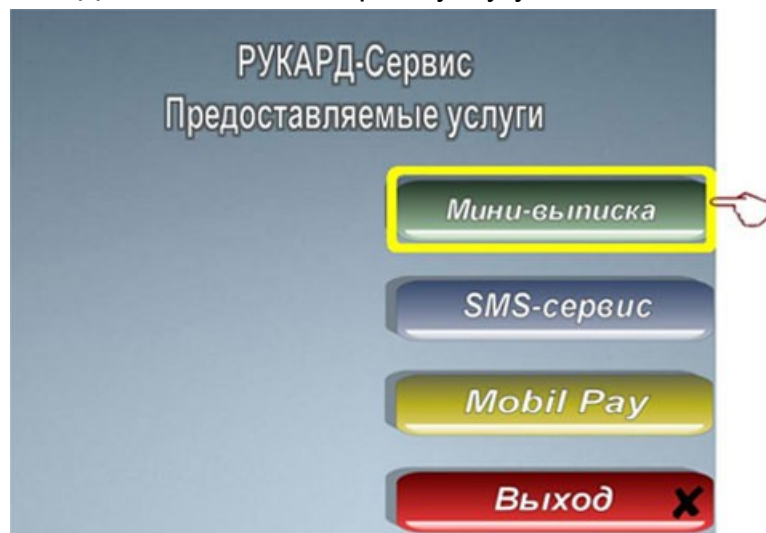 РУКАРД-Сервис
Предоставляемые услуги
Мини-выписка
SMS-сервис
Mobil Pay
Выход